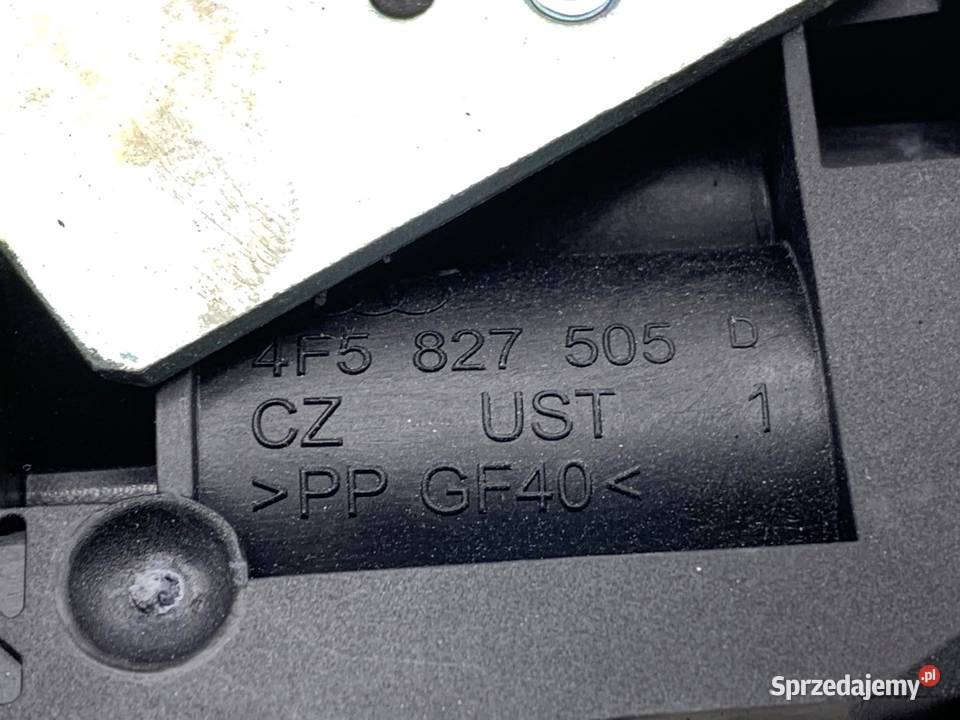 4F5 827 505 D
CZ UST 1
>PP GF40<
Sprzedajemy.pl